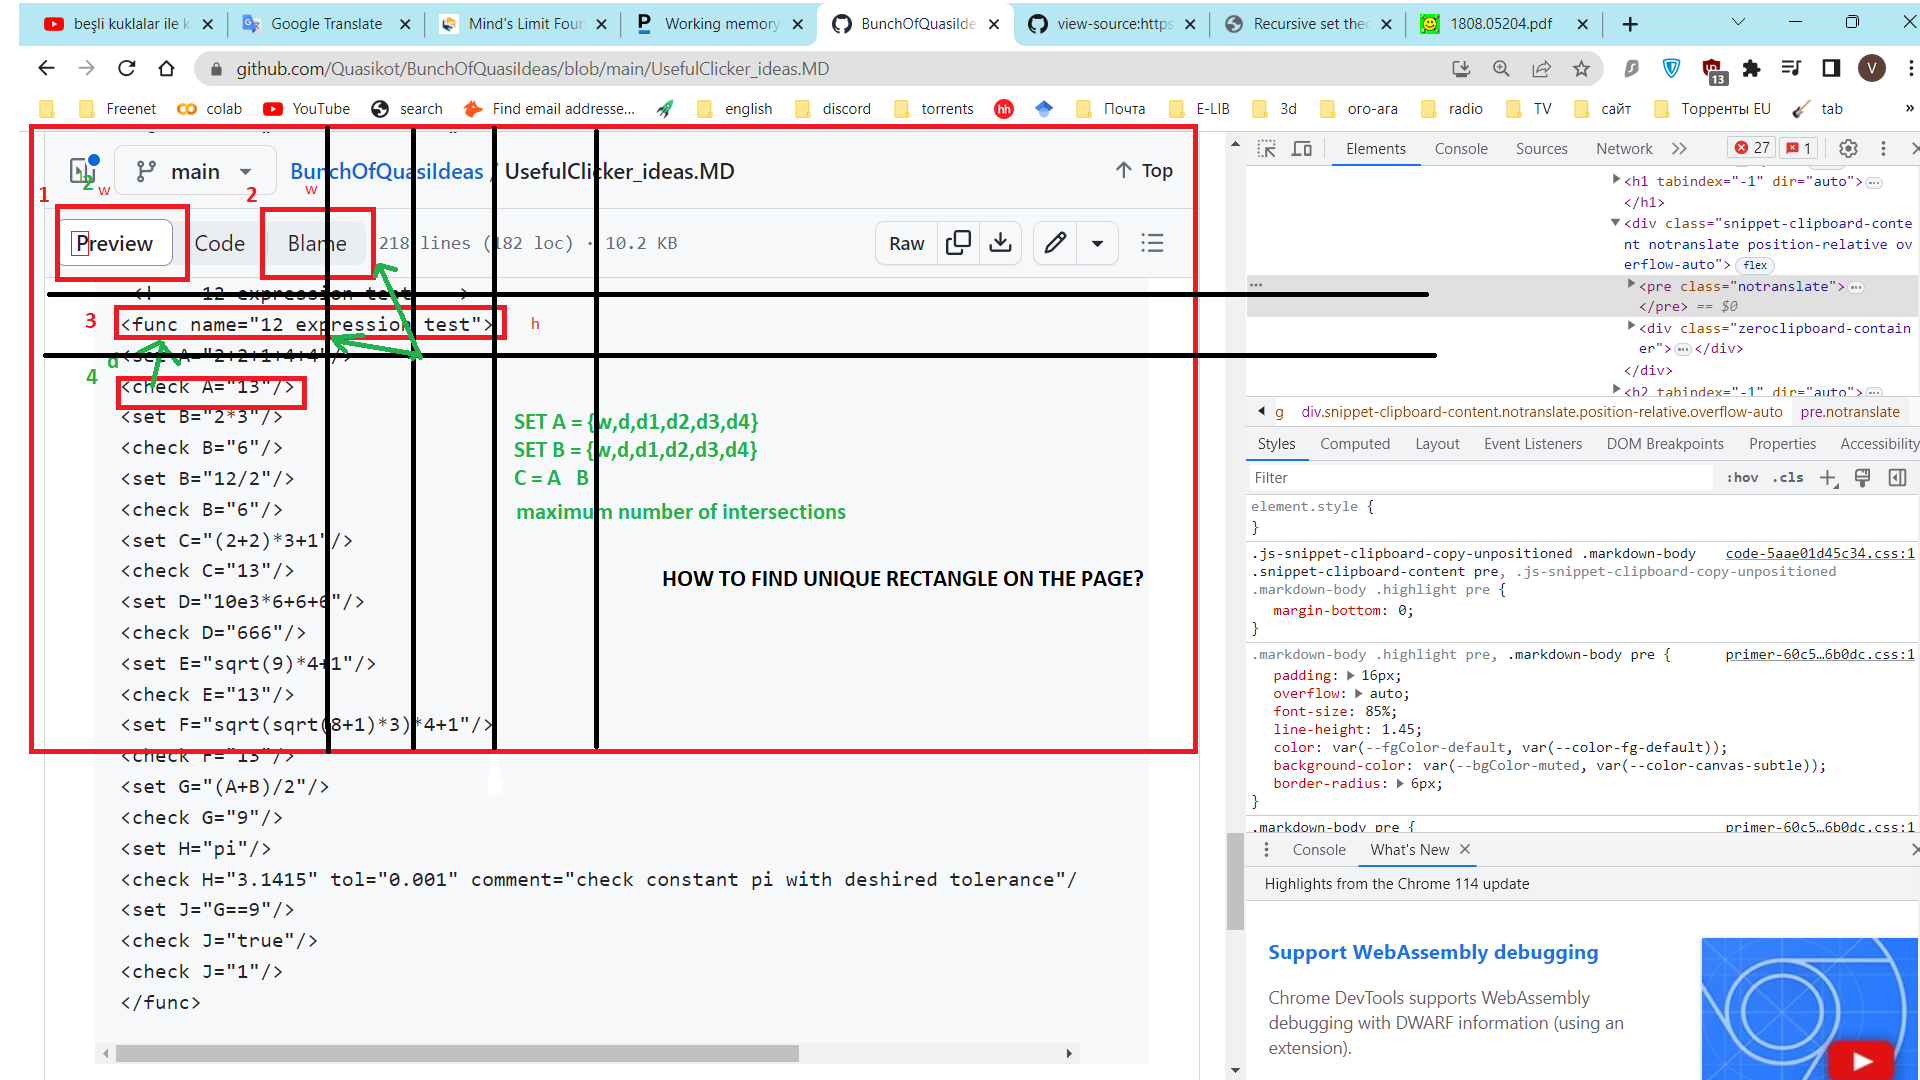 beşli kuklalar ile k
Google Translate
Mind's Limit Foun
Working memory
BunchOfQuasiIde
view-source:https
Recursive set the
1808.05204.pdf
github.com/Quasikot/BunchOfQuasiIdeas/blob/main/UsefulClicker_ideas.MD
13
V
Freenet
colab
YouTube
search
Find email addresse...
hh
english
discord
torrents
Почта
E-LIB
3d
ого-ага
radio
TV
сайт
Торренты EU
tab
»
main
BunchOfQuasiIdeas / UsefulClicker_ideas.MD
Top
1
2
w
2
w
Preview
Code
Blame
218 lines (182 loc) · 10.2 KB
Raw
12 expression test
3
<func name="12 expression test">
h
<set A="2+2+1+4+4"/>
d
4
<check A="13"/>
<set B="2*3"/>
<check B="6"/>
<set B="12/2"/>
<check B="6"/>
<set C="(2+2)*3+1"/>
<check C="13"/>
<set D="10e3*6+6+6"/>
<check D="666"/>
<set E="sqrt(9)*4+1"/>
<check E="13"/>
<set F="sqrt(sqrt(8+1)*3)*4+1"/>
<check F="13"/>
<set G="(A+B)/2"/>
<check G="9"/>
<set H="pi"/>
<check H="3.1415" tol="0.001" comment="check constant pi with deshired tolerance"/
<set J="G==9"/>
<check J="true"/>
<check J="1"/>
</func>
SET A = {w,d,d1,d2,d3,d4}
SET B = {w,d,d1,d2,d3,d4}
C = A B
maximum number of intersections
HOW TO FIND UNIQUE RECTANGLE ON THE PAGE?
Elements
Console
Sources
Network
27
1
<h1 tabindex="-1" dir="auto">
</h1>
<div class="snippet-clipboard-cont
ent notranslate position-relative ov
erflow-auto">
flex
<pre class="notranslate">
</pre> == $0
<div class="zeroclipboard-contain
er"> </div>
</div>
<h2 tabindex="-1" dir="auto">
g
div.snippet-clipboard-content.notranslate.position-relative.overflow-auto
pre.notranslate
Styles
Computed
Layout
Event Listeners
DOM Breakpoints
Properties
Accessibility
Filter
:hov
.cls
element.style {
}
.js-snippet-clipboard-copy-unpositioned .markdown-body
code-5aae01d45c34.css:1
.snippet-clipboard-content pre, .js-snippet-clipboard-copy-unpositioned
.markdown-body .highlight pre {
margin-bottom: 0;
}
.markdown-body .highlight pre, .markdown-body pre {
primer-60c5…6b0dc.css:1
padding: 16px;
overflow: auto;
font-size: 85%;
line-height: 1.45;
color: var(--fgColor-default, var(--color-fg-default));
background-color: var(--bgColor-muted, var(--color-canvas-subtle));
border-radius: 6px;
}
.markdown-body pre {
primer-60c5…6b0dc.css:1
Console
What's New
Highlights from the Chrome 114 update
Support WebAssembly debugging
Chrome DevTools supports WebAssembly
debugging with DWARF information (using an
extension).